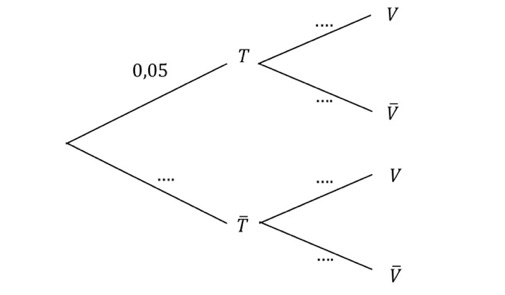 .... V
T
0,05
.... V̄
.... .... V
T̄
.... V̄